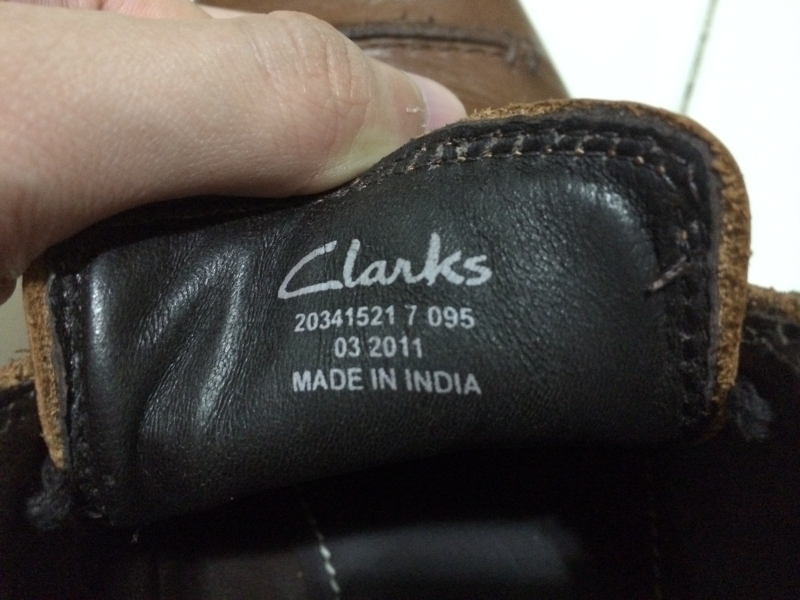 Clarks
20341521 7 095
03 2011
MADE IN INDIA